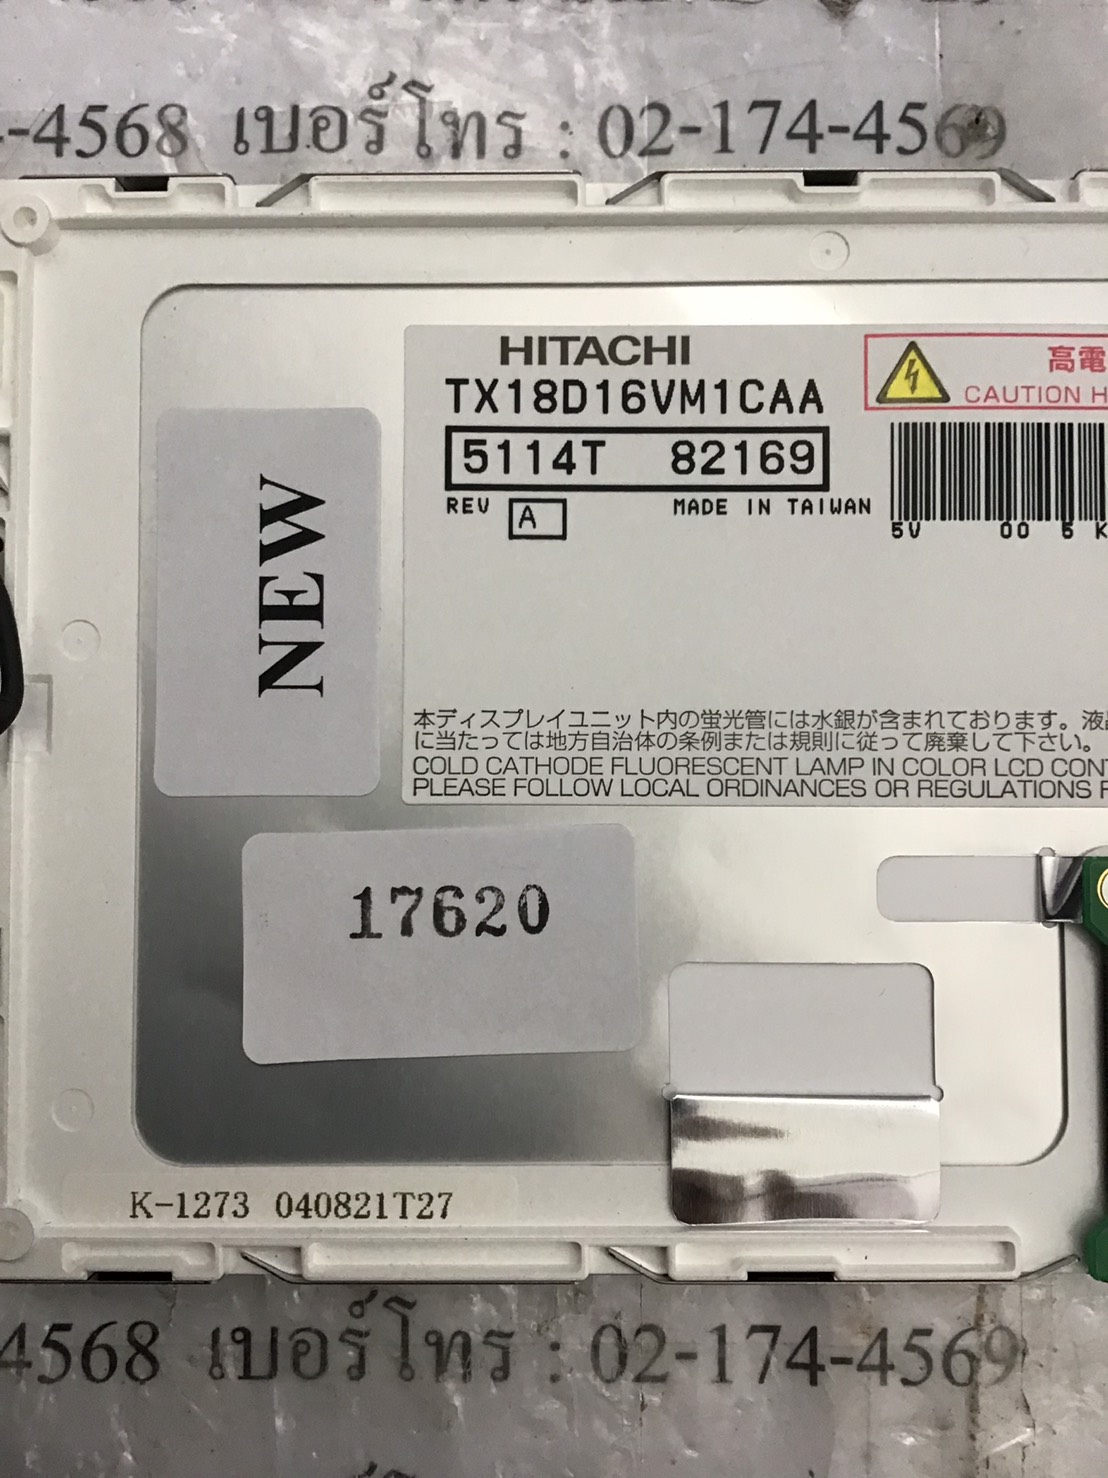 -4568 เบอร์โทร : 02-174-4569
HITACHI
TX18D16VM1CAA
5114T 82169
REV A MADE IN TAIWAN
高電
CAUTION H
5V 00 6 K
NEW
本ディスプレイユニット内の蛍光管には水銀が含まれております。液
に当たっては地方自治体の条例または規則に従って廃棄して下さい。
COLD CATHODE FLUORESCENT LAMP IN COLOR LCD CONT
PLEASE FOLLOW LOCAL ORDINANCES OR REGULATIONS F
17620
K-1273 040821T27
4568 เบอร์โทร : 02-174-4569